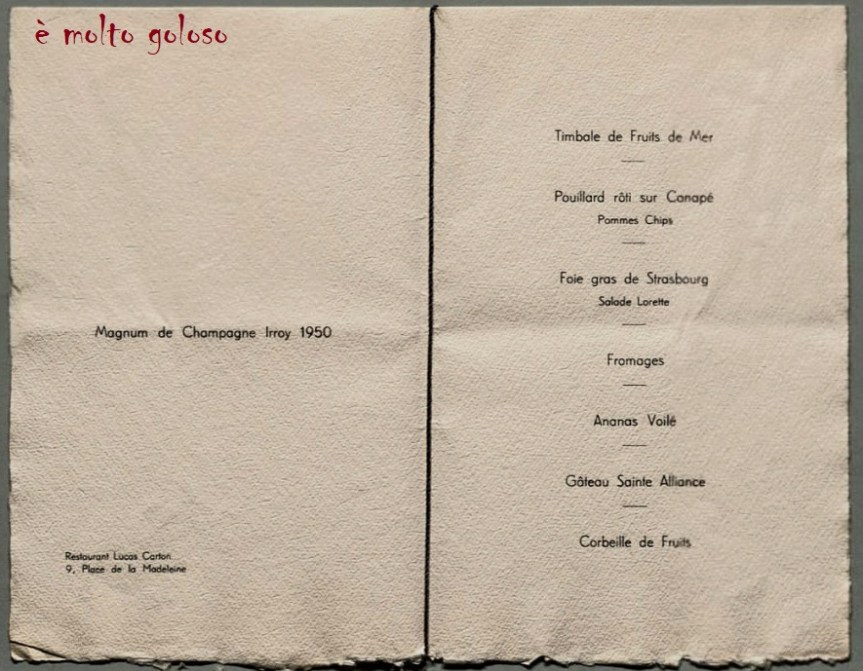 è molto goloso
Magnum de Champagne Irroy 1950
Restaurant Lucas Carton
9, Place de la Madeleine
Timbale de Fruits de Mer
Pouillard rôti sur Canapé
Pommes Chips
Foie gras de Strasbourg
Salade Lorette
Fromages
Ananas Voilé
Gâteau Sainte Alliance
Corbeille de Fruits